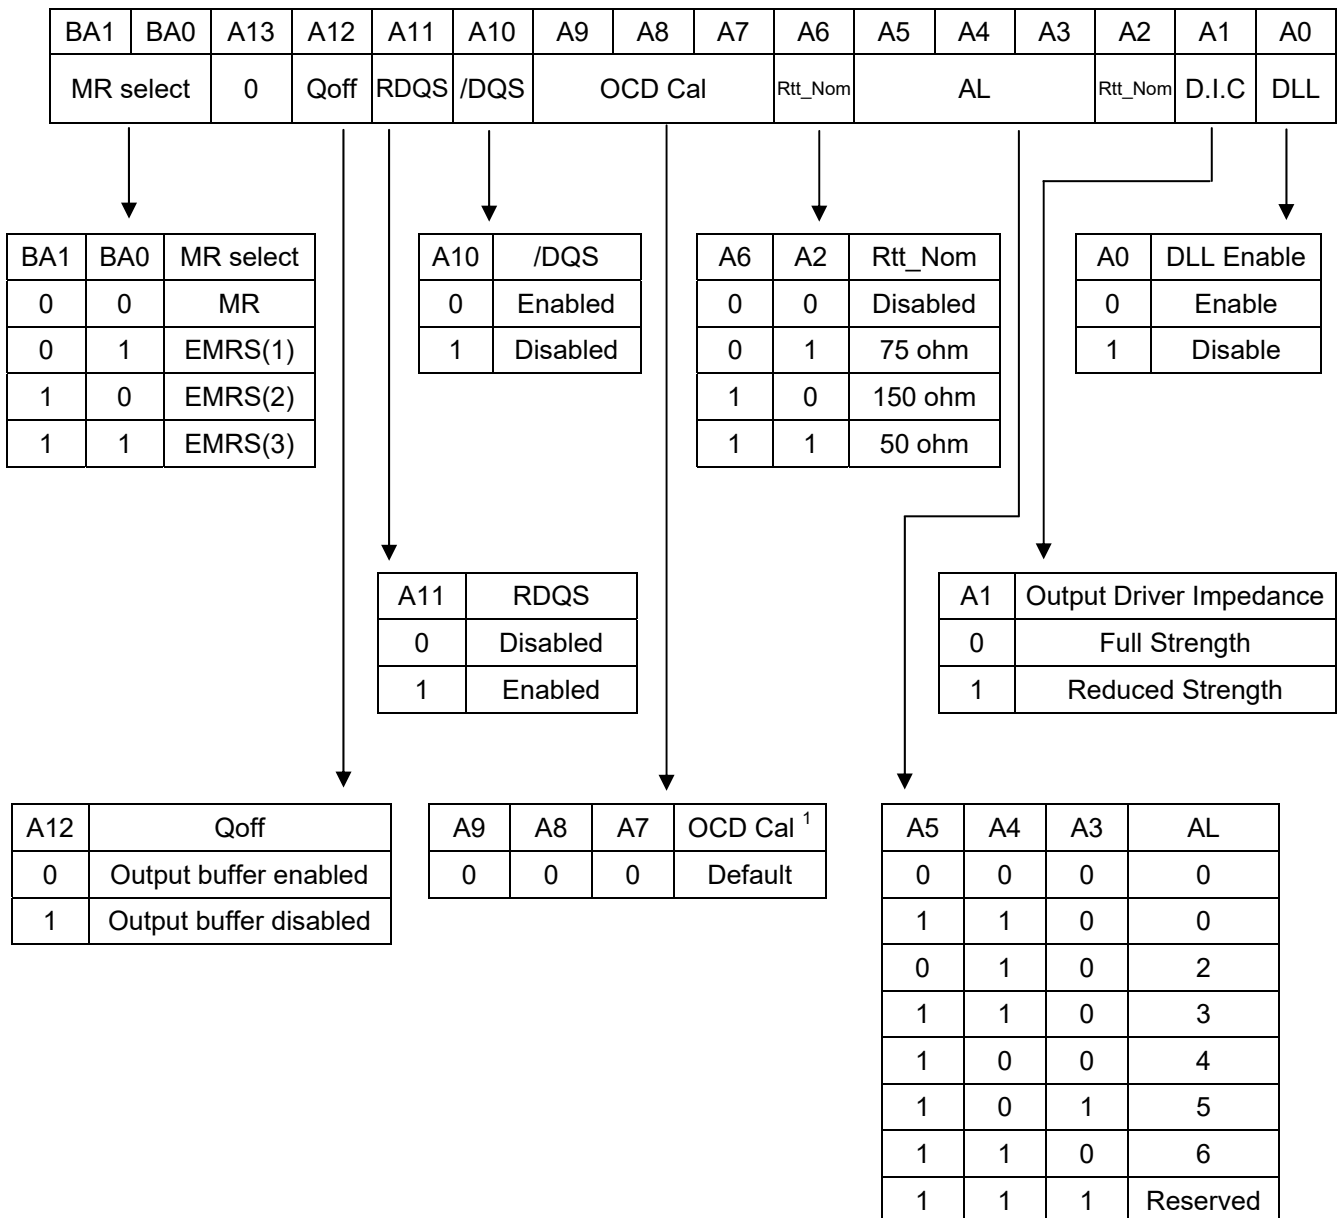 BA1 BA0 A13 A12 A11 A10 A9 A8 A7 A6 A5 A4 A3 A2 A1 A0
MR select 0 Qoff RDQS /DQS OCD Cal Rtt_Nom AL Rtt_Nom D.I.C DLL
BA1 BA0 MR select
0 0 MR
0 1 EMRS(1)
1 0 EMRS(2)
1 1 EMRS(3)
A10 /DQS
0 Enabled
1 Disabled
A6 A2 Rtt_Nom
0 0 Disabled
0 1 75 ohm
1 0 150 ohm
1 1 50 ohm
A0 DLL Enable
0 Enable
1 Disable
A11 RDQS
0 Disabled
1 Enabled
A1 Output Driver Impedance
0 Full Strength
1 Reduced Strength
A12 Qoff
0 Output buffer enabled
1 Output buffer disabled
A9 A8 A7 OCD Cal 1
0 0 0 Default
A5 A4 A3 AL
0 0 0 0
1 1 0 0
0 1 0 2
1 1 0 3
1 0 0 4
1 0 1 5
1 1 0 6
1 1 1 Reserved